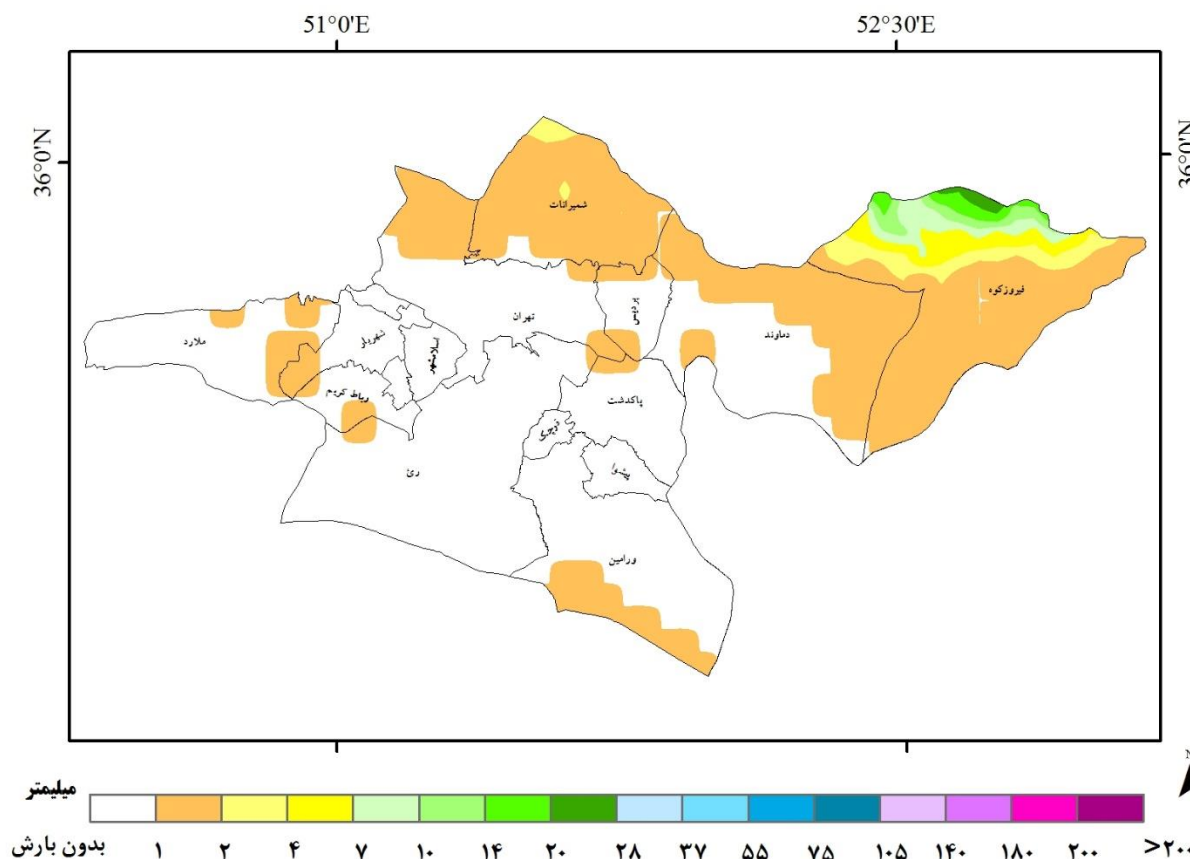 51°0'E 52°30'E
36°0'N 36°0'N
شمیرانات
فیروزکوه
پردیس
تهران
دماوند
ملارد
شهریار
اسلامشهر
رباط کریم
پاکدشت
قرچک
پیشوا
ری
ورامین
N
میلیمتر
بدون بارش ۱ ۲ ۴ ۷ ۱۰ ۱۴ ۲۰ ۲۸ ۳۷ ۵۵ ۷۵ ۱۰۵ ۱۴۰ ۱۸۰ ۲۰۰ >۲۰۰